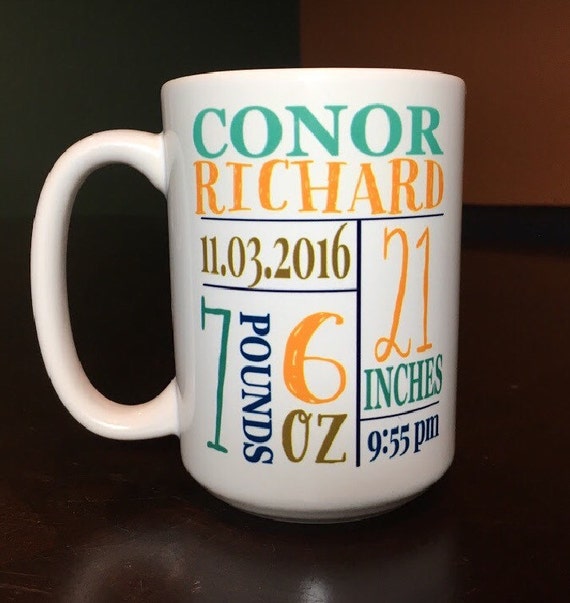 CONOR
RICHARD
11.03.2016
7 POUNDS
6 OZ
21
INCHES
9:55 pm